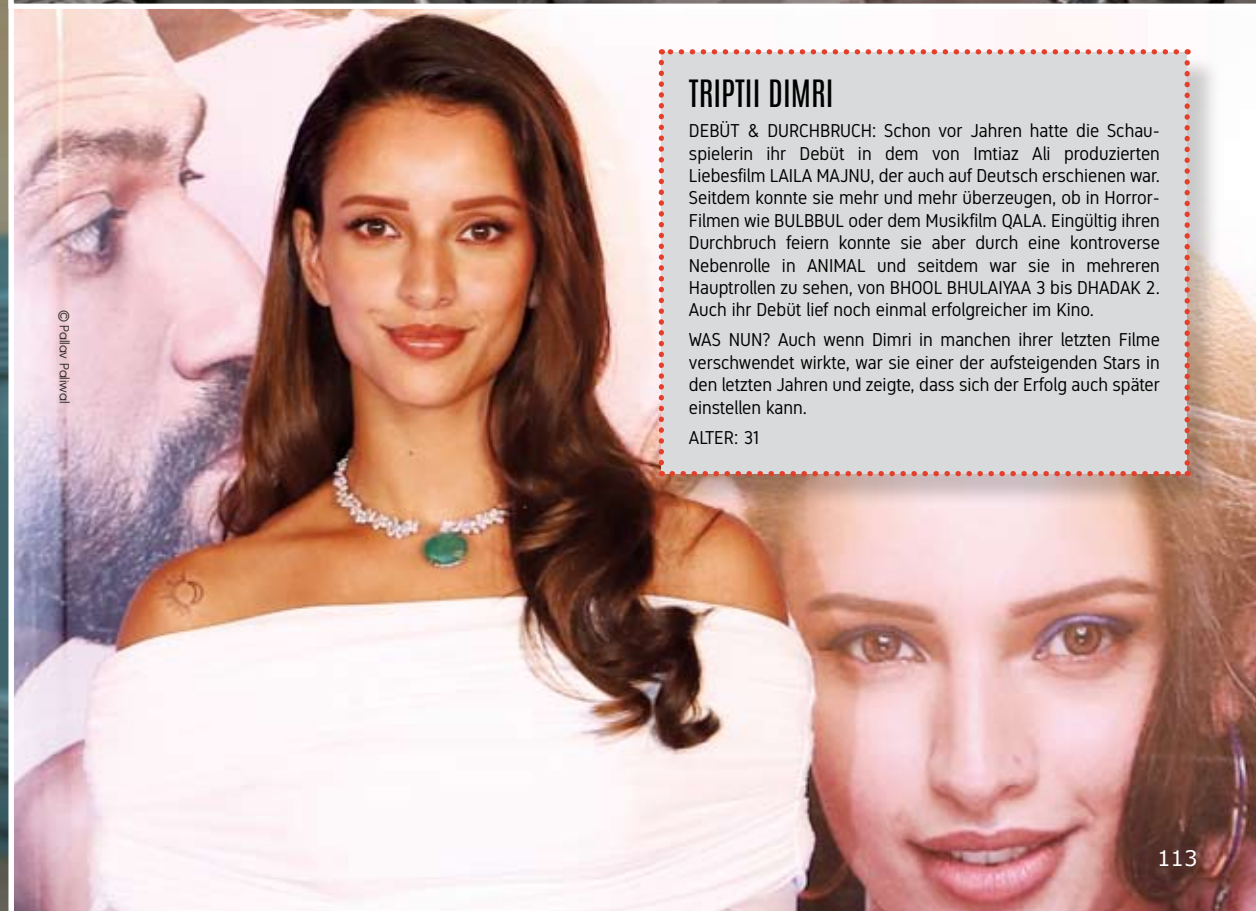 TRIPTII DIMRI
DEBÜT & DURCHBRUCH: Schon vor Jahren hatte die Schau-
spielerin ihr Debüt in dem von Imtiaz Ali produzierten
Liebesfilm LAILA MAJNU, der auch auf Deutsch erschienen war.
Seitdem konnte sie mehr und mehr überzeugen, ob in Horror-
Filmen wie BULBBUL oder dem Musikfilm QALA. Eingültig ihren
Durchbruch feiern konnte sie aber durch eine kontroverse
Nebenrolle in ANIMAL und seitdem war sie in mehreren
Hauptrollen zu sehen, von BHOOL BHULAIYAA 3 bis DHADAK 2.
Auch ihr Debüt lief noch einmal erfolgreicher im Kino.
WAS NUN? Auch wenn Dimri in manchen ihrer letzten Filme
verschwendet wirkte, war sie einer der aufsteigenden Stars in
den letzten Jahren und zeigte, dass sich der Erfolg auch später
einstellen kann.
ALTER: 31
© Pallav Paliwal
113